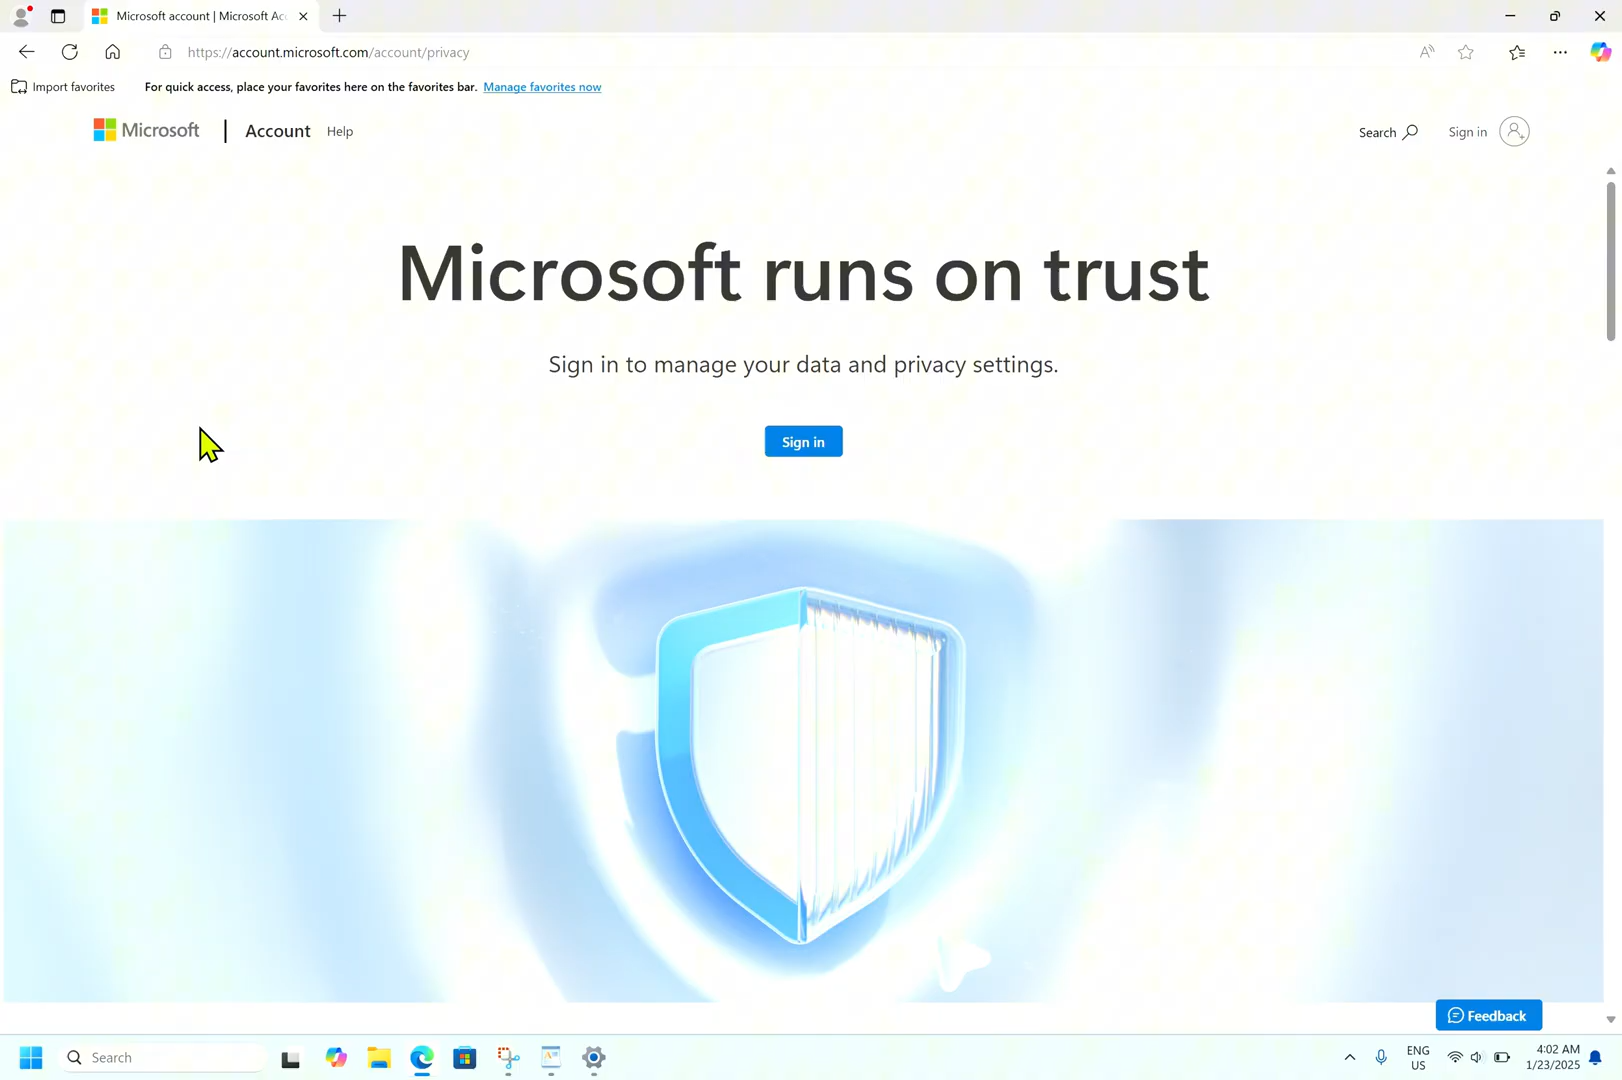 Microsoft account | Microsoft Acc
https://account.microsoft.com/account/privacy
Import favorites
For quick access, place your favorites here on the favorites bar. Manage favorites now
Microsoft | Account Help
Search
Sign in
Microsoft runs on trust
Sign in to manage your data and privacy settings.
Sign in
Feedback
Search
ENG
US
4:02 AM
1/23/2025